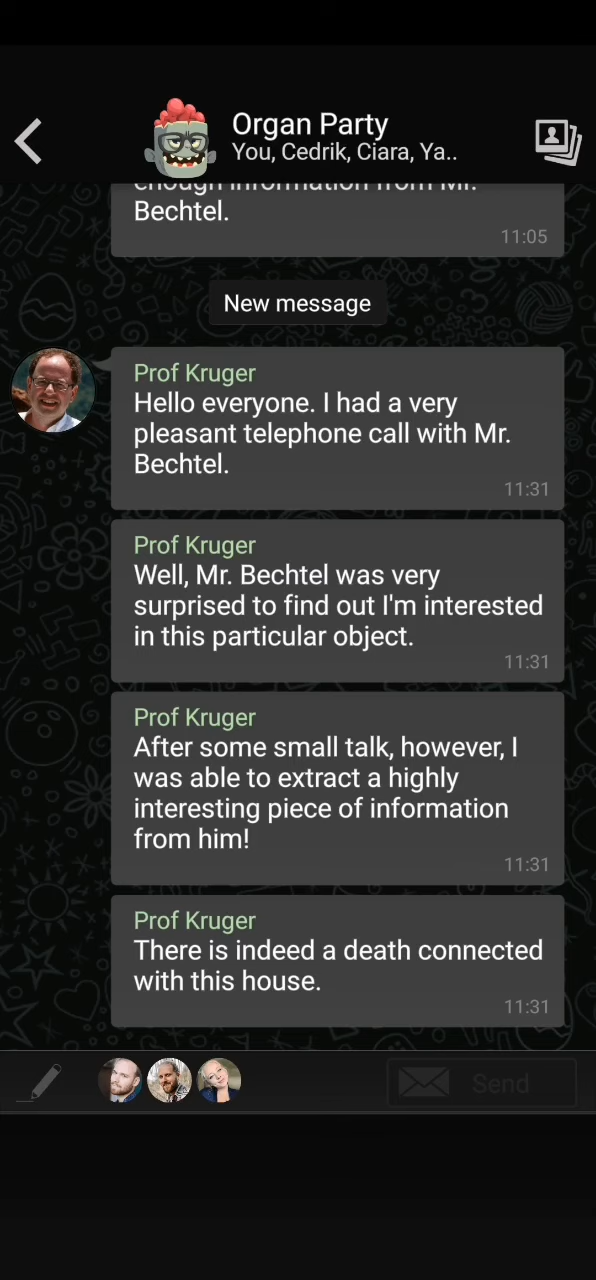 Organ Party
You, Cedrik, Ciara, Ya..
enough information from Mr.
Bechtel.
11:05
New message
Prof Kruger
Hello everyone. I had a very
pleasant telephone call with Mr.
Bechtel.
11:31
Prof Kruger
Well, Mr. Bechtel was very
surprised to find out I'm interested
in this particular object.
11:31
Prof Kruger
After some small talk, however, I
was able to extract a highly
interesting piece of information
from him!
11:31
Prof Kruger
There is indeed a death connected
with this house.
11:31
Send